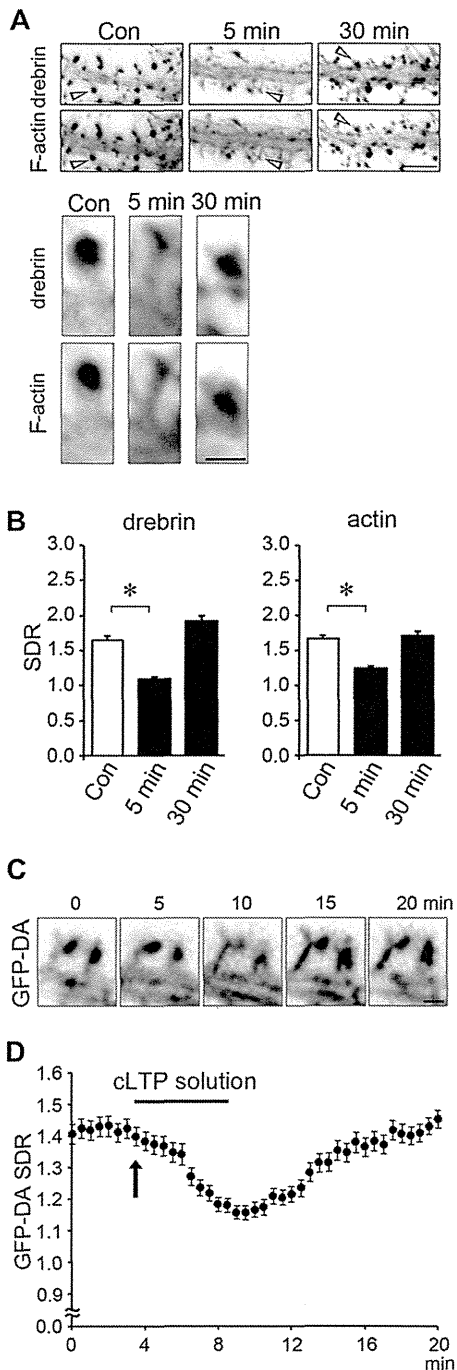 A
Con 5 min 30 min
drebrin
F-actin
Con 5 min 30 min
drebrin
F-actin
B
drebrin actin
SDR
3.0 3.0
2.5 2.5
* *
2.0 2.0
1.5 1.5
1.0 1.0
0.5 0.5
0.0 0.0
Con 5 min 30 min Con 5 min 30 min
C
0 5 10 15 20 min
GFP-DA
D
GFP-DA SDR
1.6
cLTP solution
1.5
1.4
1.3
1.2
1.1
1.0
0.9
0.0
0 4 8 12 16 20
min